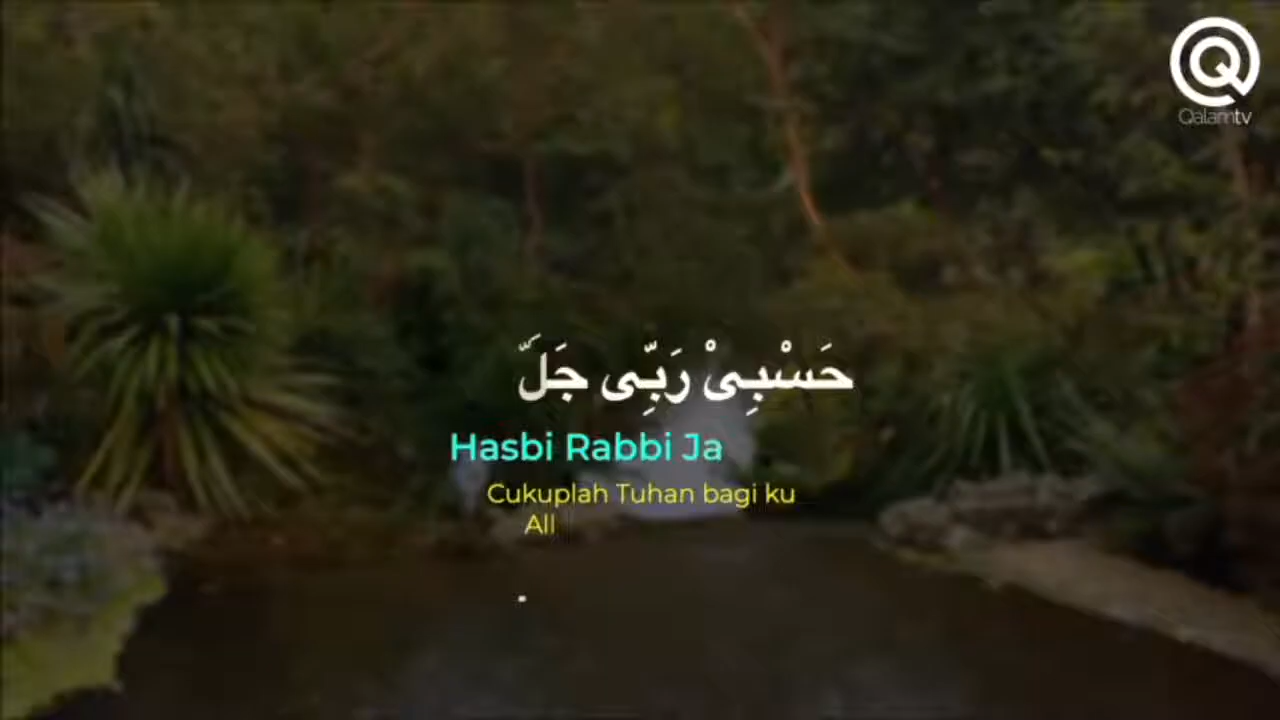 Qalamtv
حَسْبِىْ رَبِّى جَلَّ
Hasbi Rabbi Ja
Cukuplah Tuhan bagi ku
All
.